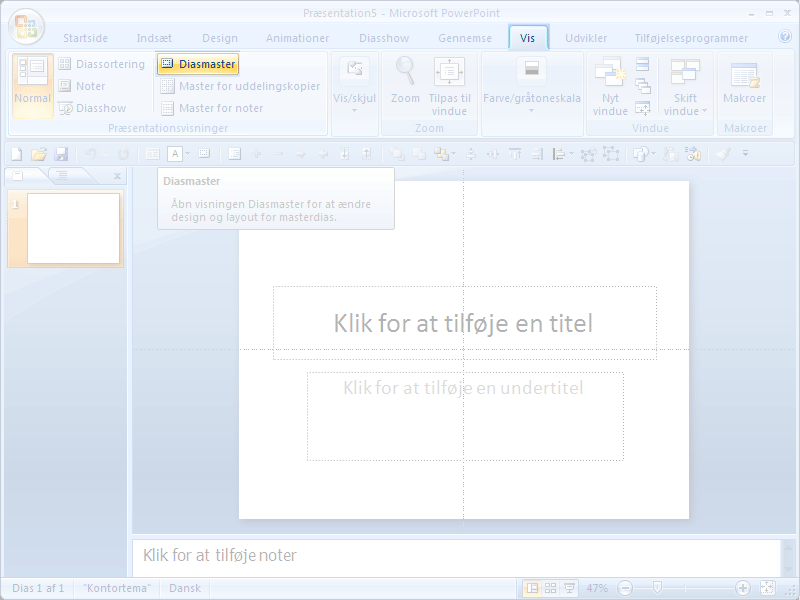 Præsentation5 - Microsoft PowerPoint
Startside Indsæt Design Animationer Diasshow Gennemse Vis Udvikler Tilføjelsesprogrammer
Normal
Diassortering
Noter
Diasshow
Diasmaster
Master for uddelingskopier
Master for noter
Præsentationsvisninger
Vis/skjul
Zoom
Tilpas til
vindue
Zoom
Farve/gråtoneskala
Nyt
vindue
Skift
vindue
Vindue
Makroer
Makroer
Diasmaster
Åbn visningen Diasmaster for at ændre
design og layout for masterdias.
1
Klik for at tilføje en titel
Klik for at tilføje en undertitel
Klik for at tilføje noter
Dias 1 af 1 "Kontortema" Dansk 47%